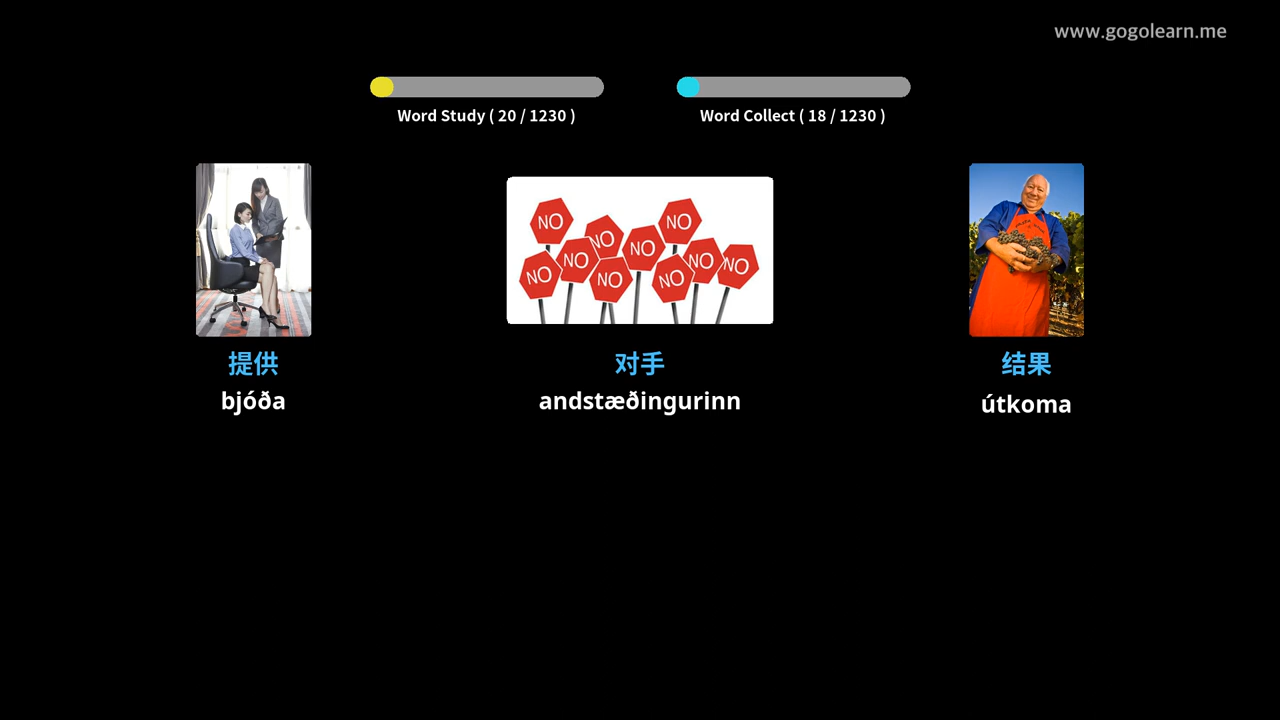 www.gogolearn.me
Word Study ( 20 / 1230 )
Word Collect ( 18 / 1230 )
NO
NO
NO
NO
NO
NO
NO
NO
NO
NO
提供
对手
结果
bjóða
andstæðingurinn
útkoma